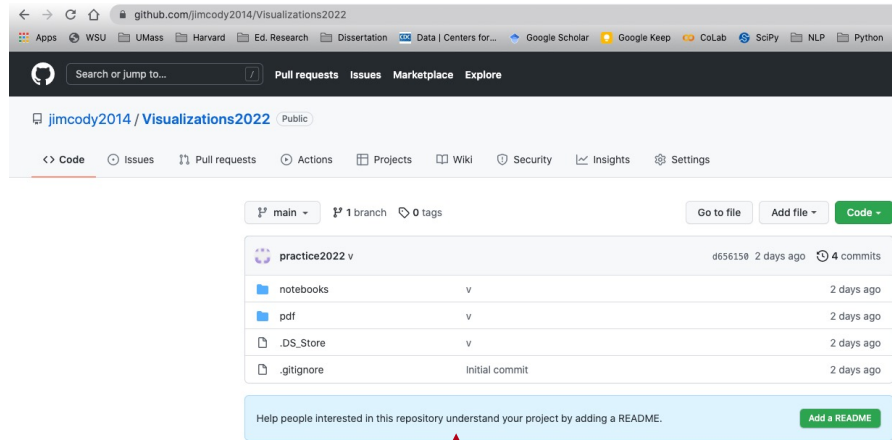 github.com/jimcody2014/Visualizations2022
Apps WSU UMass Harvard Ed. Research Dissertation CDC Data | Centers for... Google Scholar Google Keep CoLab SciPy NLP Python
Search or jump to... / Pull requests Issues Marketplace Explore
jimcody2014 / Visualizations2022 Public
<> Code Issues Pull requests Actions Projects Wiki Security Insights Settings
main 1 branch 0 tags Go to file Add file Code
practice2022 v d656150 2 days ago 4 commits
notebooks v 2 days ago
pdf v 2 days ago
.DS_Store v 2 days ago
.gitignore Initial commit 2 days ago
Help people interested in this repository understand your project by adding a README. Add a README